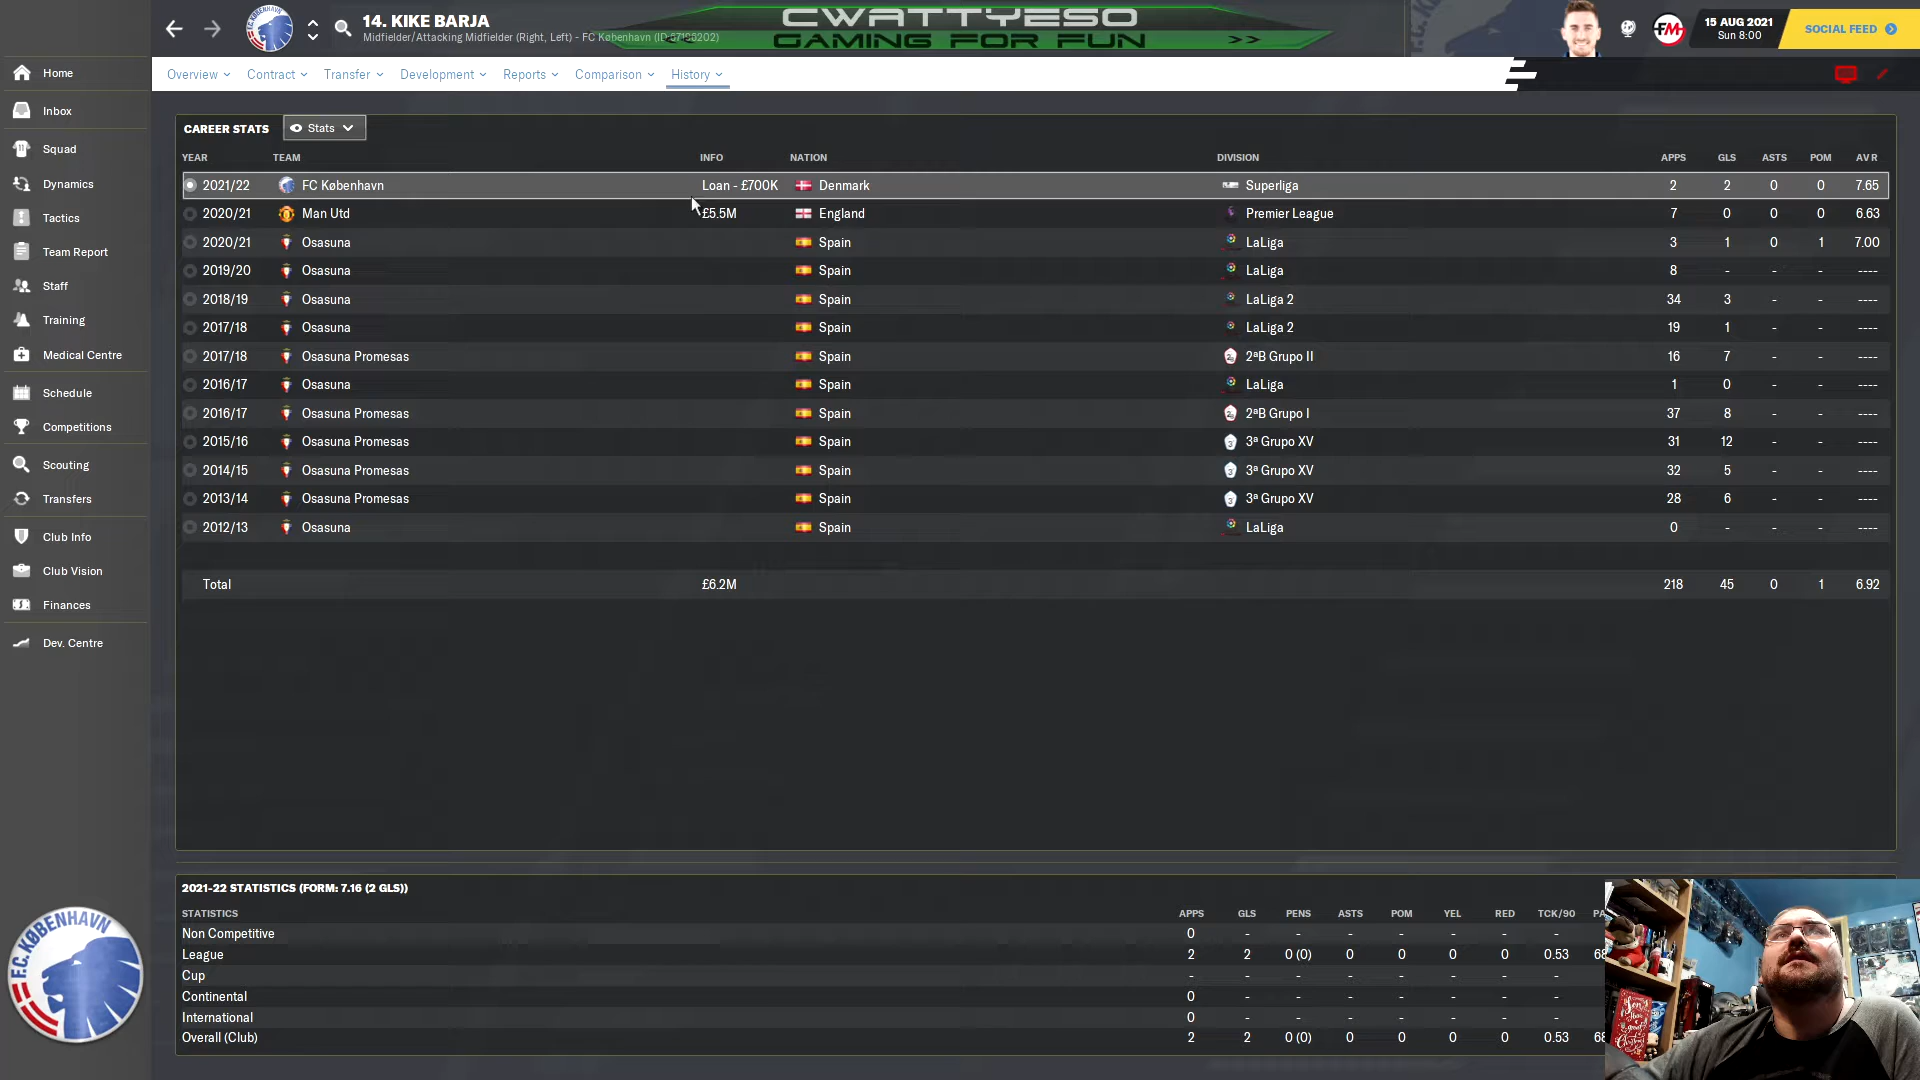 14. KIKE BARJA
Midfielder/Attacking Midfielder (Right, Left) - FC København
CWATTYESO
GAMING FOR FUN
>>
15 AUG 2021
Sun 8:00
SOCIAL FEED
FM
Overview Contract Transfer Development Reports Comparison History
Home
Inbox
Squad
Dynamics
Tactics
Team Report
Staff
Training
Medical Centre
Schedule
Competitions
Scouting
Transfers
Club Info
Club Vision
Finances
Dev. Centre
CAREER STATS Stats
YEAR TEAM INFO NATION DIVISION APPS GLS ASTS POM AV R
2021/22 FC København Loan - £700K Denmark Superliga 2 2 0 0 7.65
2020/21 Man Utd £5.5M England Premier League 7 0 0 0 6.63
2020/21 Osasuna Spain LaLiga 3 1 0 1 7.00
2019/20 Osasuna Spain LaLiga 8 - - - ----
2018/19 Osasuna Spain LaLiga 2 34 3 - - ----
2017/18 Osasuna Spain LaLiga 2 19 1 - - ----
2017/18 Osasuna Promesas Spain 2ªB Grupo II 16 7 - - ----
2016/17 Osasuna Spain LaLiga 1 0 - - ----
2016/17 Osasuna Promesas Spain 2ªB Grupo I 37 8 - - ----
2015/16 Osasuna Promesas Spain 3ª Grupo XV 31 12 - - ----
2014/15 Osasuna Promesas Spain 3ª Grupo XV 32 5 - - ----
2013/14 Osasuna Promesas Spain 3ª Grupo XV 28 6 - - ----
2012/13 Osasuna Spain LaLiga 0 - - - ----
Total £6.2M 218 45 0 1 6.92
2021-22 STATISTICS (FORM: 7.16 (2 GLS))
STATISTICS APPS GLS PENS ASTS POM YEL RED TCK/90 PA
Non Competitive 0 - - - - - - -
League 2 2 0 (0) 0 0 0 0 0.53 68
Cup - - - - - - - -
Continental 0 - - - - - - -
International 0 - - - - - - -
Overall (Club) 2 2 0 (0) 0 0 0 0 0.53 68
F.C. KØBENHAVN